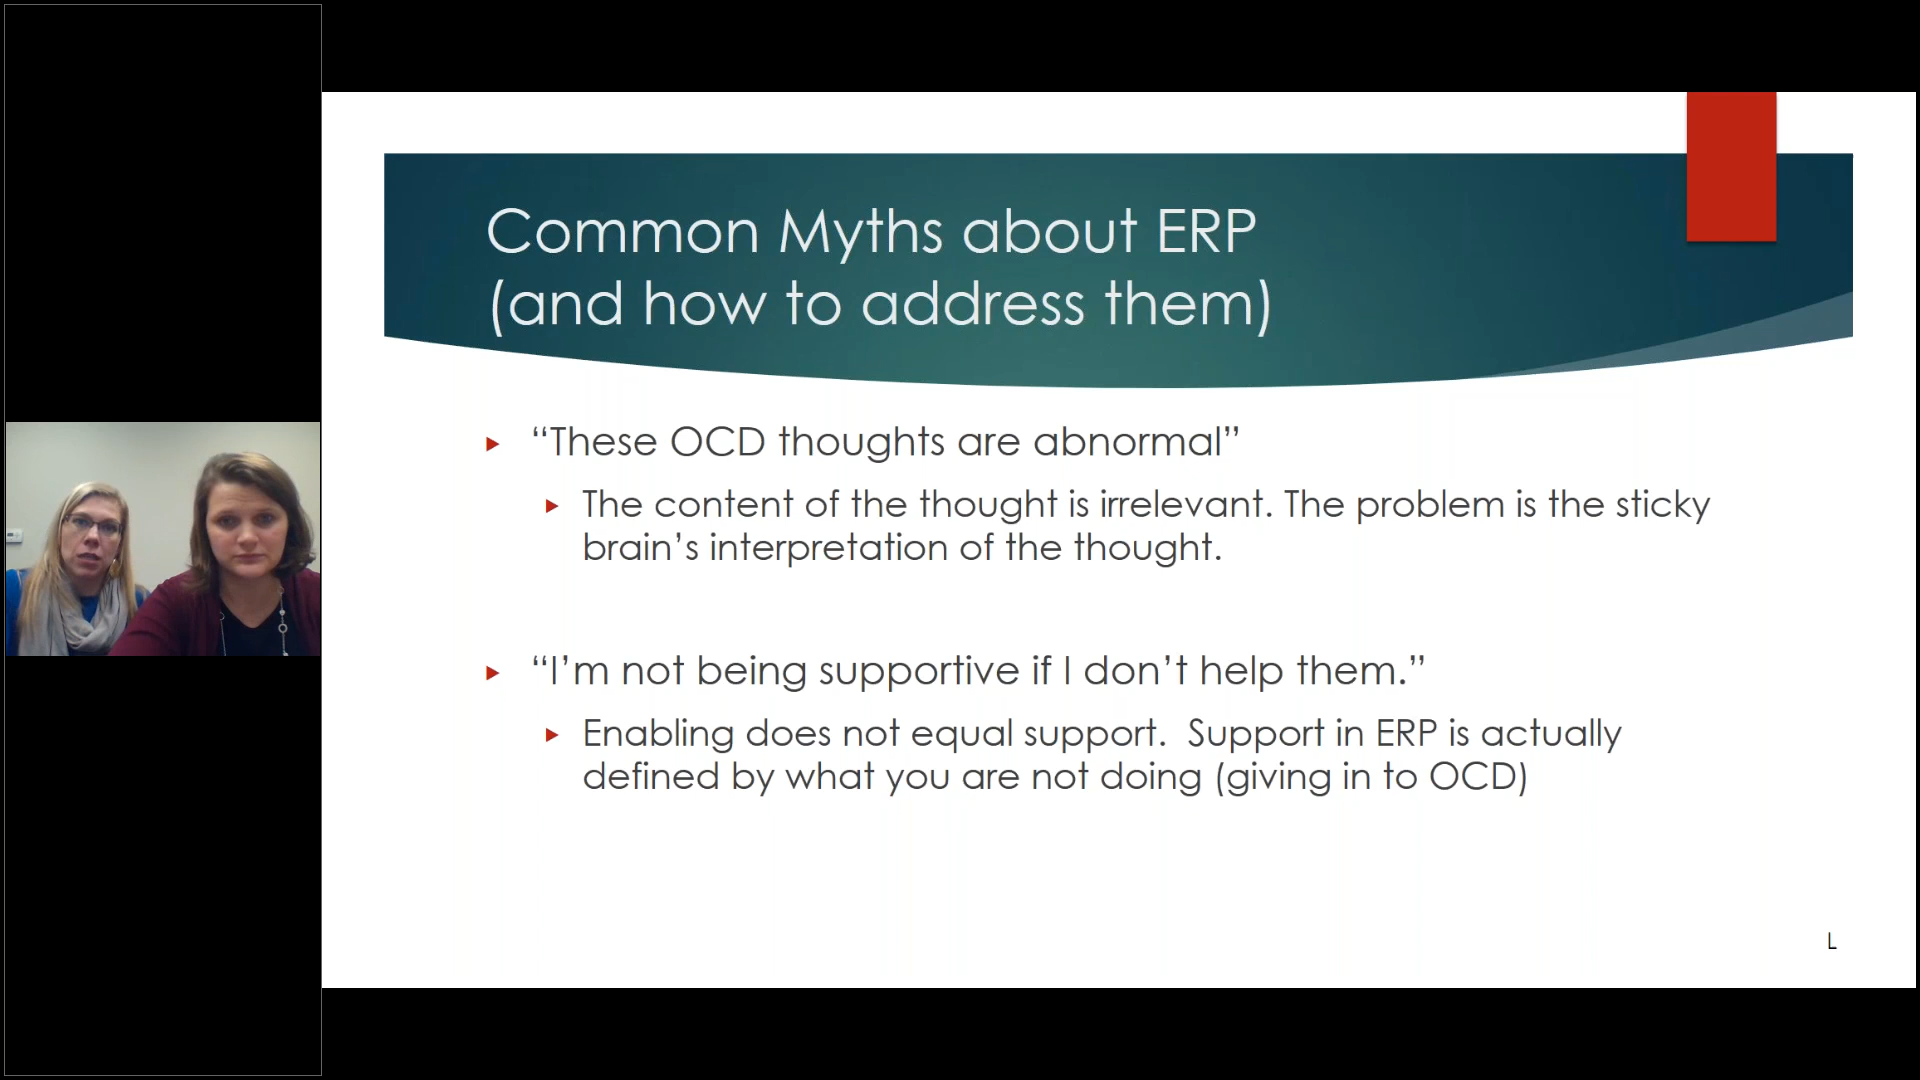 Common Myths about ERP
(and how to address them)
“These OCD thoughts are abnormal”
The content of the thought is irrelevant. The problem is the sticky
brain’s interpretation of the thought.
“I’m not being supportive if I don’t help them.”
Enabling does not equal support.  Support in ERP is actually
defined by what you are not doing (giving in to OCD)
L